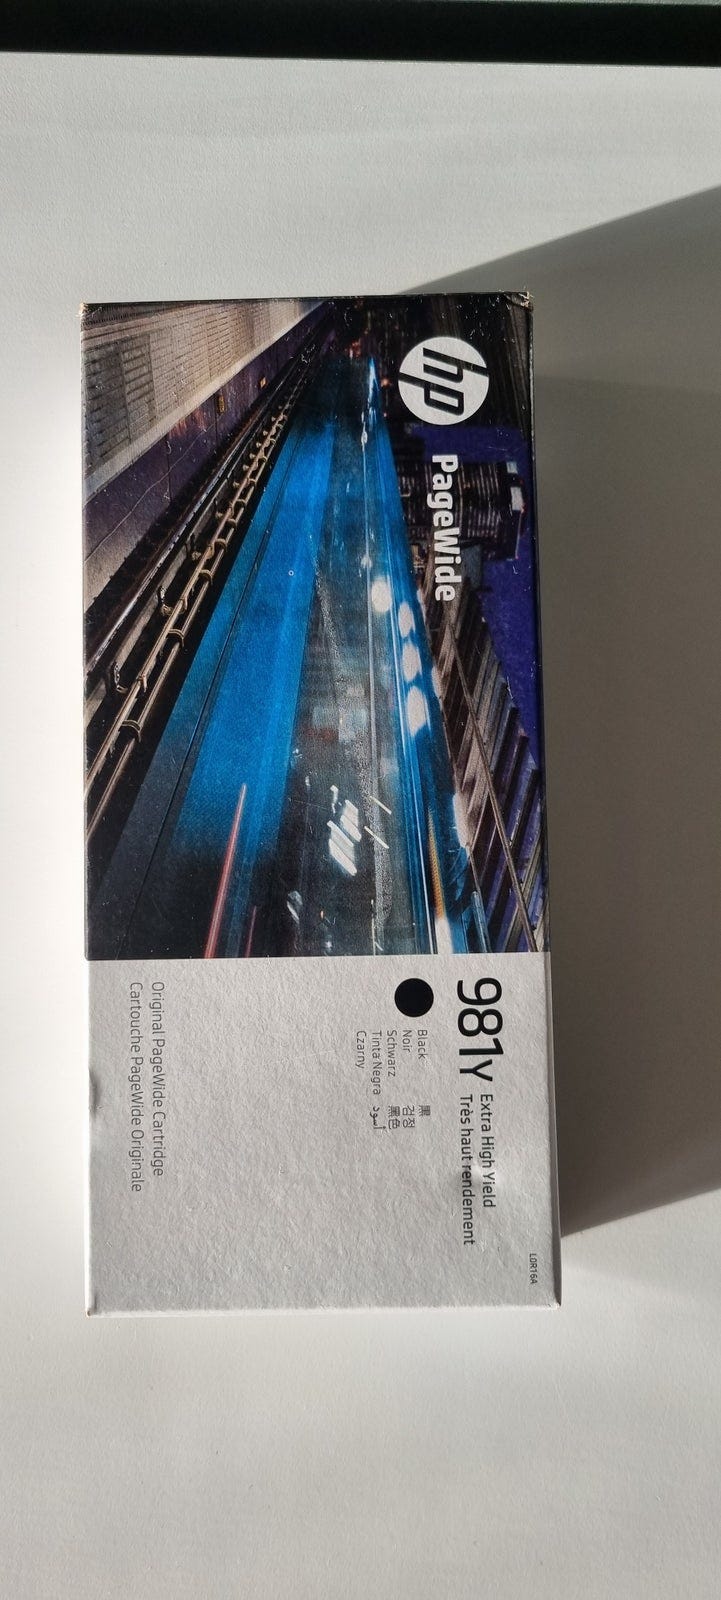 hp
PageWide
L0R16A
981Y
Extra High Yield
Très haut rendement
Black
Noir
Schwarz
Tinta Negra
Czarny
黑
검정
黑色
أسود
Original PageWide Cartridge
Cartouche PageWide Originale